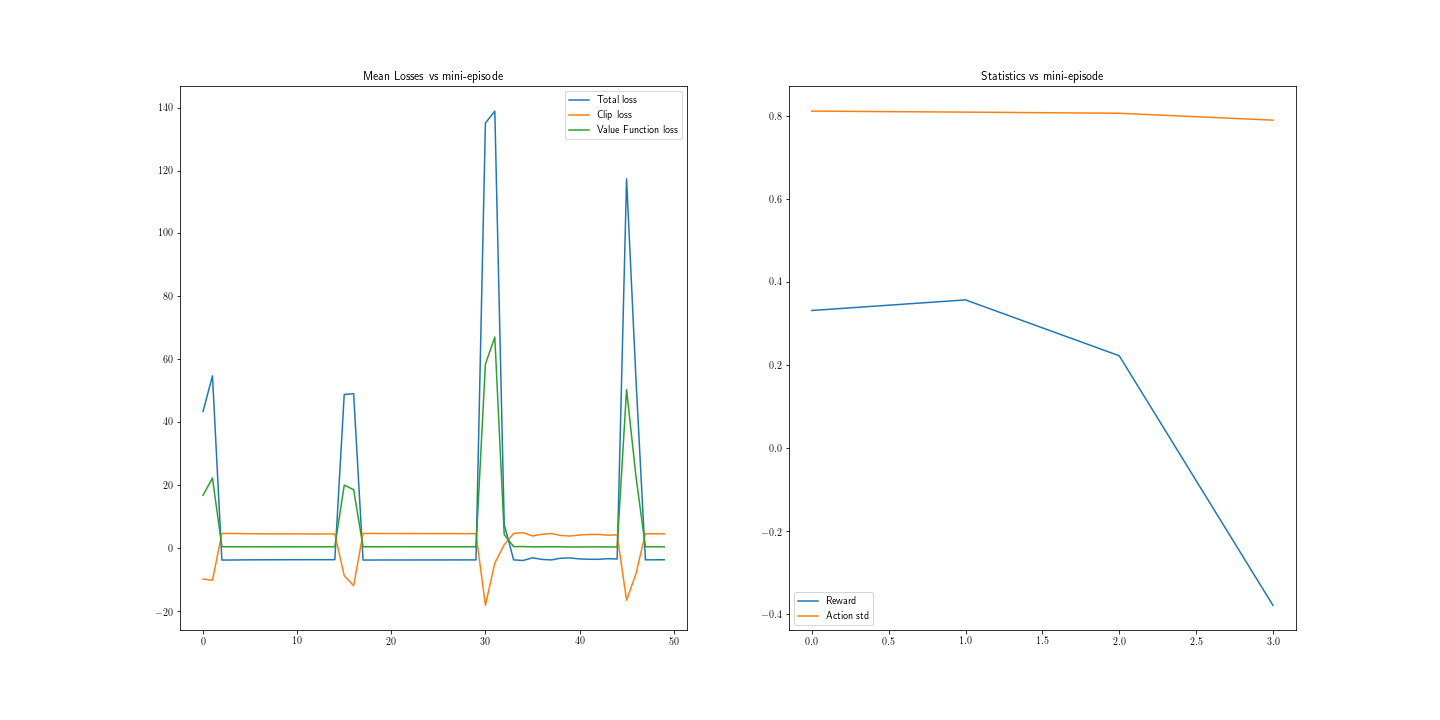 Mean Losses vs mini-episode
140
120
100
80
60
40
20
0
−20
0 10 20 30 40 50
Total loss
Clip loss
Value Function loss
Statistics vs mini-episode
0.8
0.6
0.4
0.2
0.0
−0.2
−0.4
0.0 0.5 1.0 1.5 2.0 2.5 3.0
Reward
Action std